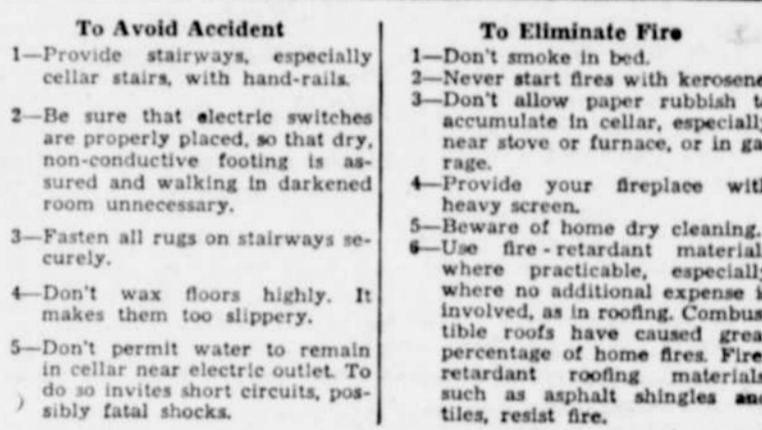 To Avoid Accident
1—Provide stairways, especially
cellar stairs, with hand-rails.
2—Be sure that electric switches
are properly placed, so that dry,
non-conductive footing is as-
sured and walking in darkened
room unnecessary.
3—Fasten all rugs on stairways se-
curely.
4—Don't wax floors highly. It
makes them too slippery.
5—Don't permit water to remain
in cellar near electric outlet. To
do so invites short circuits, pos-
sibly fatal shocks.
To Eliminate Fire
1—Don't smoke in bed.
2—Never start fires with kerosene
3—Don't allow paper rubbish t
accumulate in cellar, especiall
near stove or furnace, or in ga
rage.
4—Provide your fireplace wit
heavy screen.
5—Beware of home dry cleaning.
6—Use fire-retardant material
where practicable, especiall
where no additional expense i
involved, as in roofing. Combus
tible roofs have caused grea
percentage of home fires. Fire
retardant roofing materials
such as asphalt shingles and
tiles, resist fire.